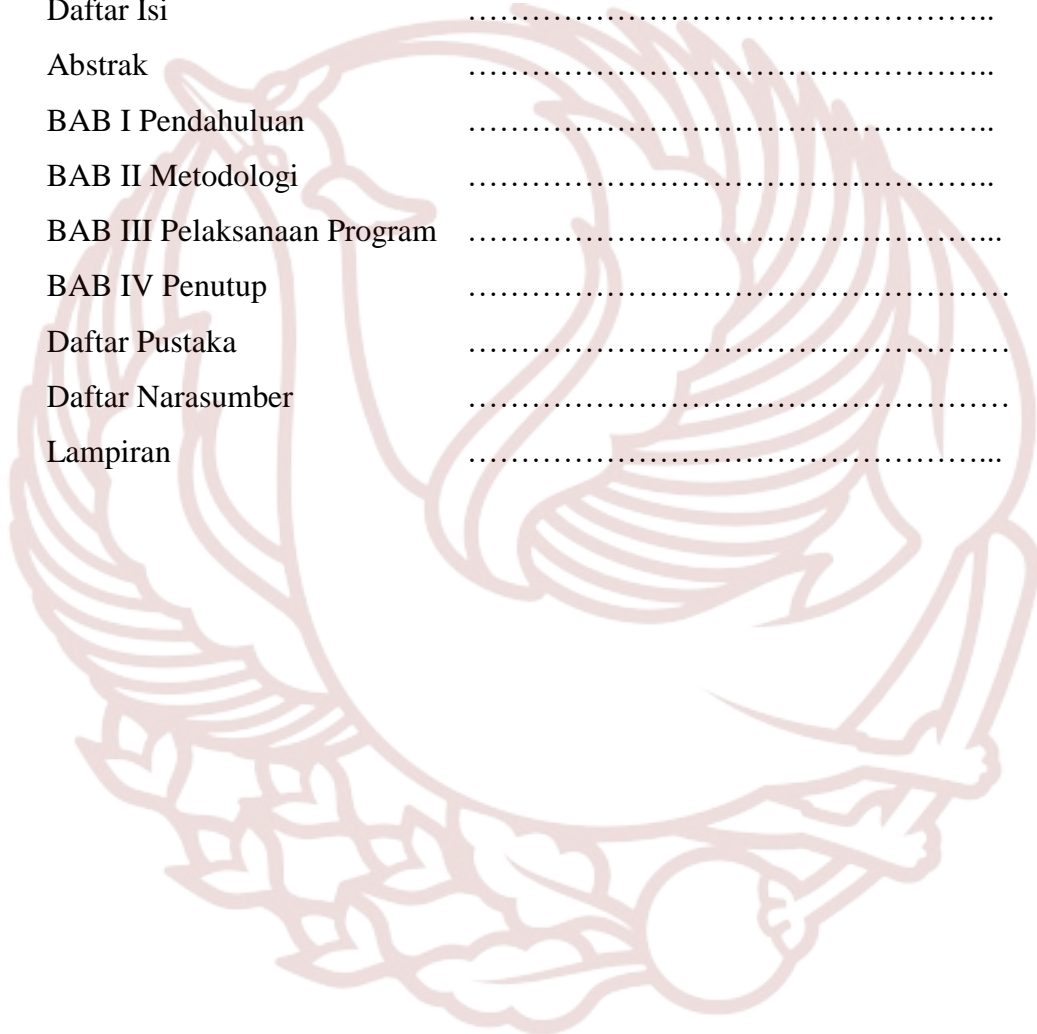 Daftar Isi ……………………………………………..
Abstrak ……………………………………………..
BAB I Pendahuluan ……………………………………………..
BAB II Metodologi ……………………………………………..
BAB III Pelaksanaan Program ……………………………………………...
BAB IV Penutup ………………………………………………
Daftar Pustaka ………………………………………………
Daftar Narasumber ………………………………………………
Lampiran ……………………………………………...